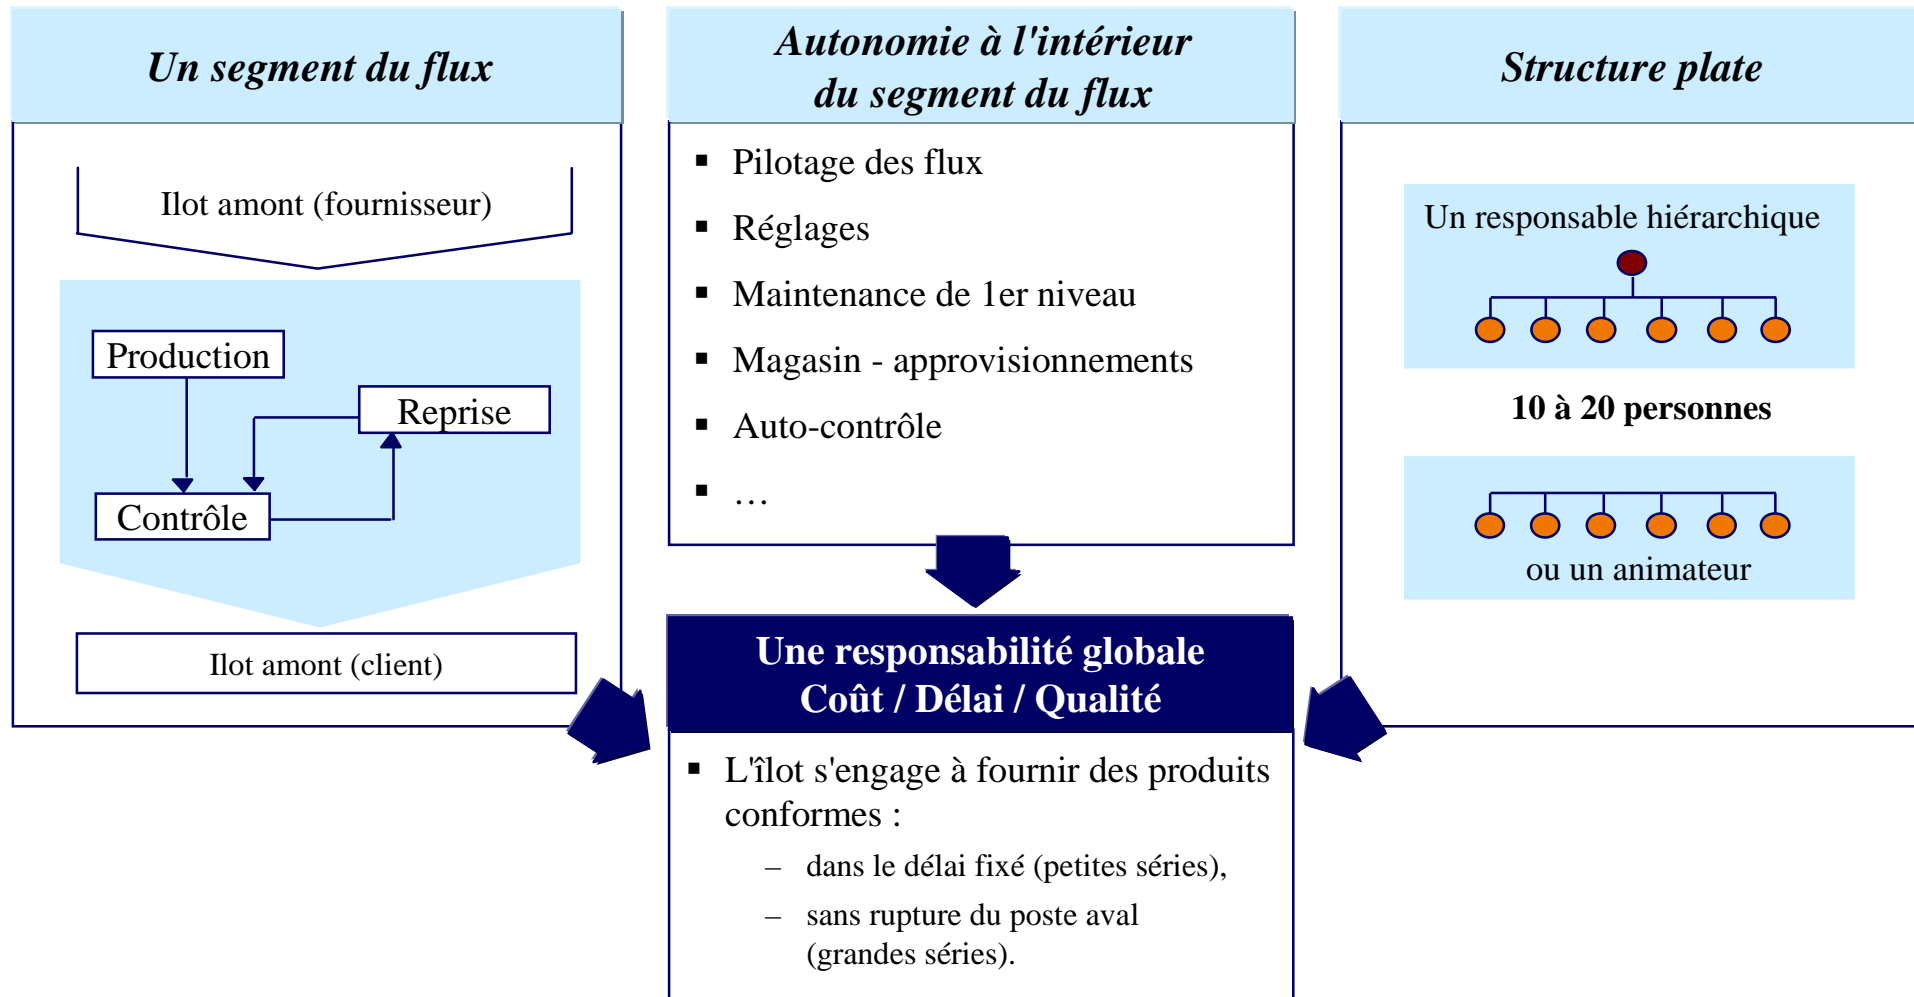 Un segment du flux
Ilot amont (fournisseur)
Production
Reprise
Contrôle
Ilot amont (client)
Autonomie à l'intérieur
du segment du flux
▪ Pilotage des flux
▪ Réglages
▪ Maintenance de 1er niveau
▪ Magasin - approvisionnements
▪ Auto-contrôle
▪ …
Structure plate
Un responsable hiérarchique
10 à 20 personnes
ou un animateur
Une responsabilité globale
Coût / Délai / Qualité
▪ L'îlot s'engage à fournir des produits
conformes :
– dans le délai fixé (petites séries),
– sans rupture du poste aval
(grandes séries).